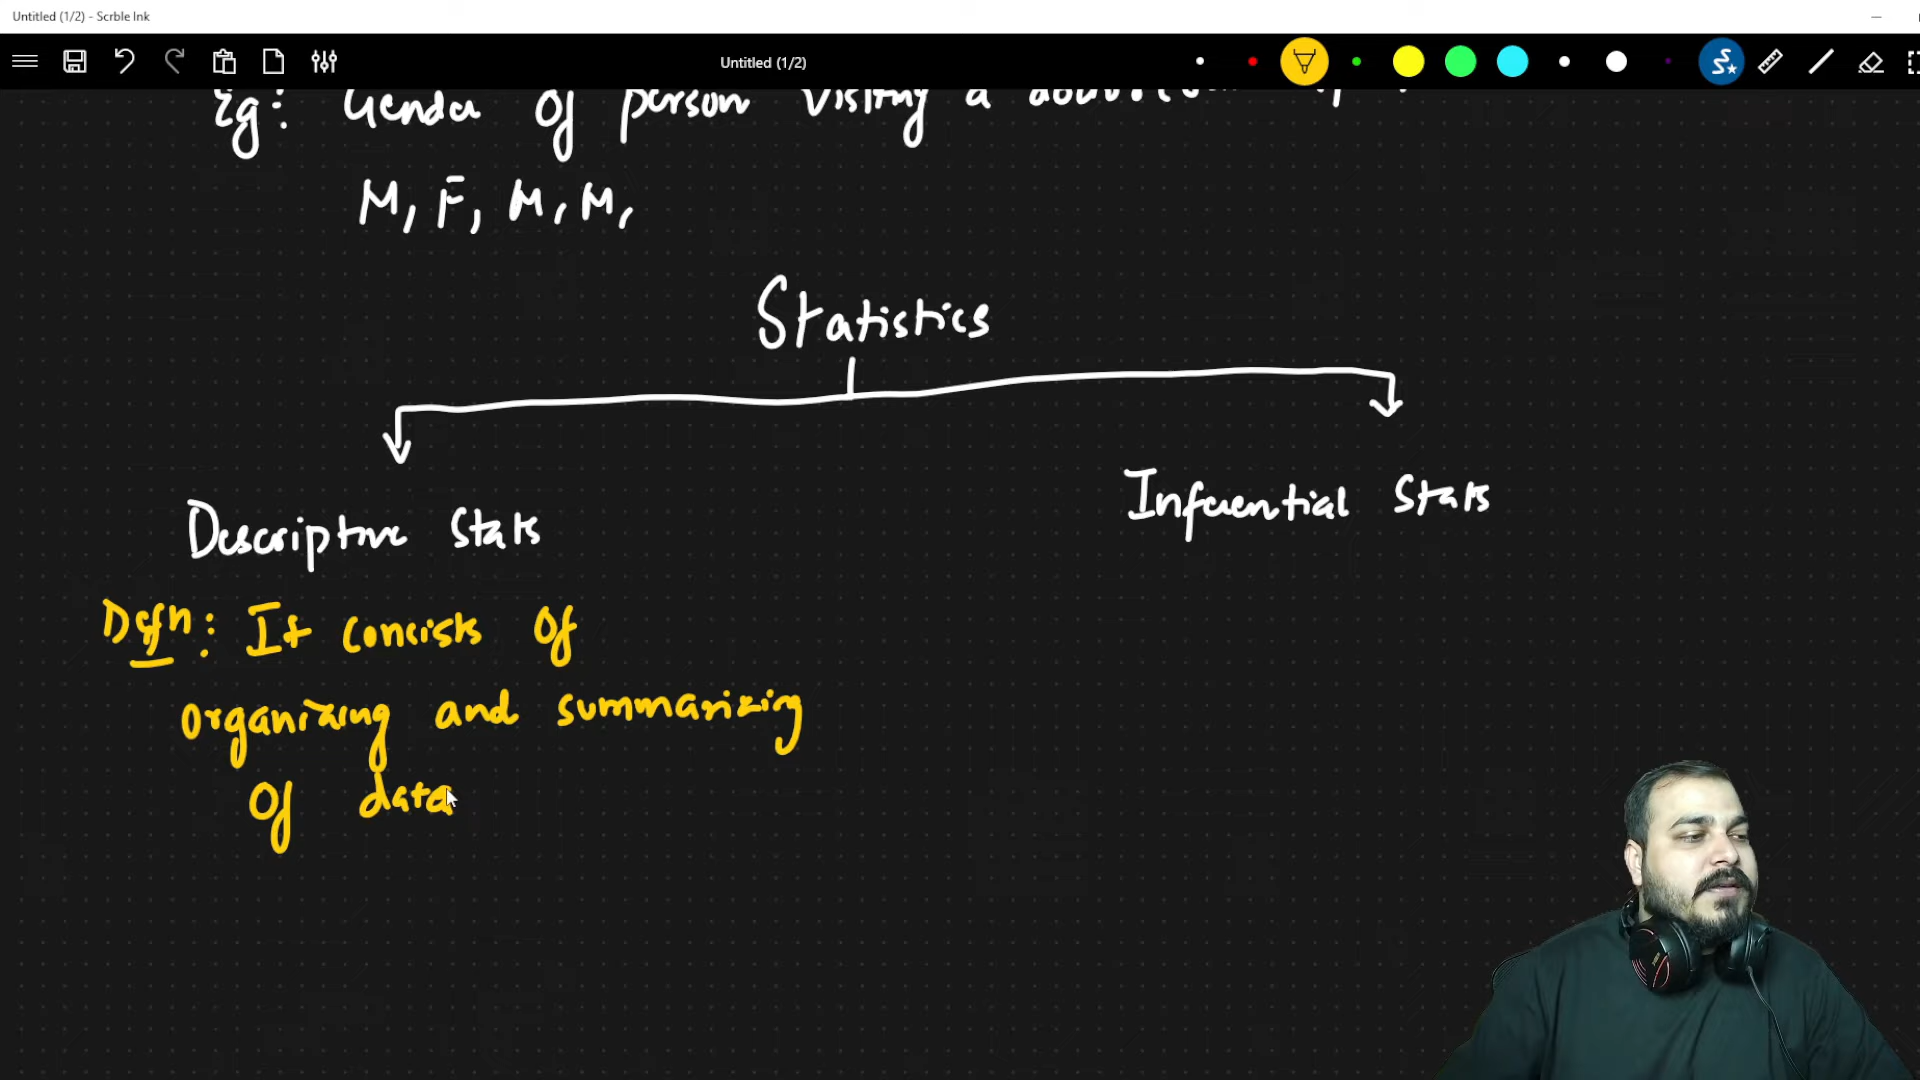 Untitled (1/2) - Scrble Ink
Untitled (1/2)
Eg: Gender of person visiting a
M, F, M, M,
Statistics
Descriptive Stats
Inferential Stats
Defn: It consists of
organizing and summarizing
of data